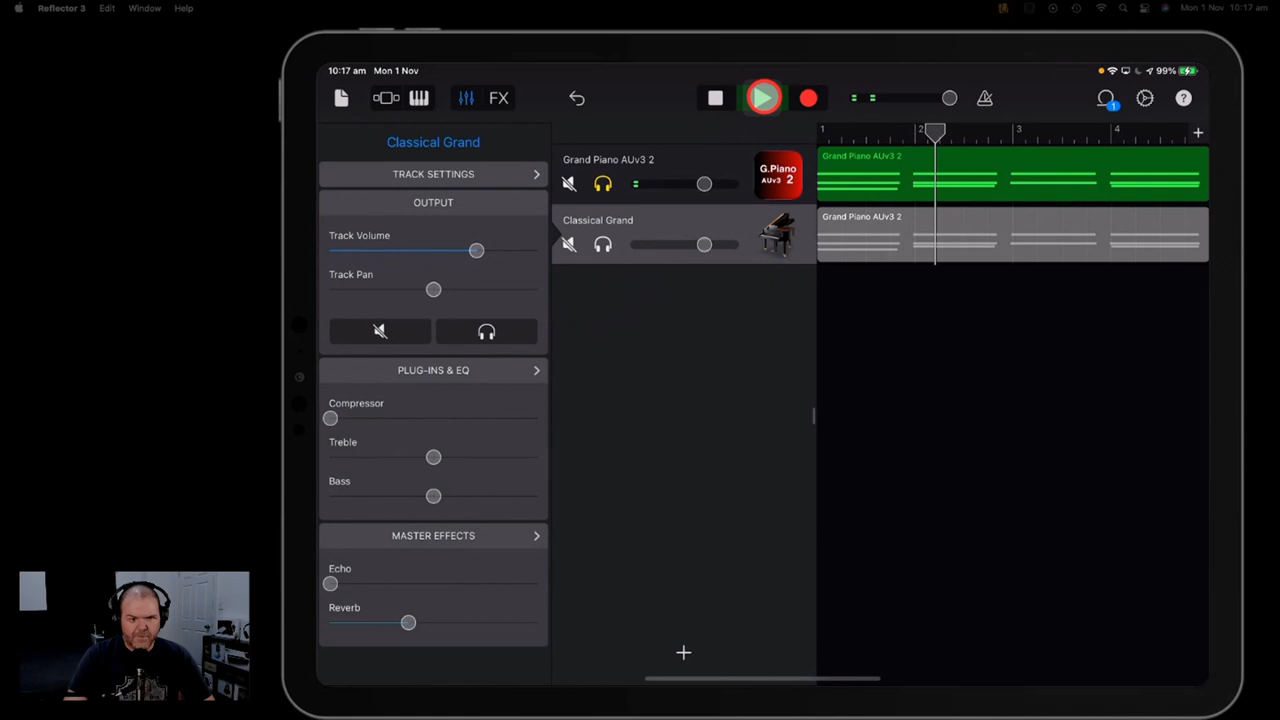 Reflector 3 Edit Window Help Mon 1 Nov 10:17 am
10:17 am Mon 1 Nov 99%
FX 1
Classical Grand
TRACK SETTINGS
OUTPUT
Track Volume
Track Pan
PLUG-INS & EQ
Compressor
Treble
Bass
MASTER EFFECTS
Echo
Reverb
Grand Piano AUv3 2
G.Piano
AUv3 2
Classical Grand
1 2 3 4
Grand Piano AUv3 2
Grand Piano AUv3 2